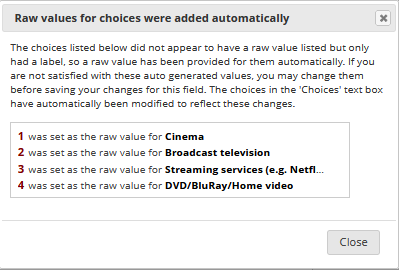 Raw values for choices were added automatically
The choices listed below did not appear to have a raw value listed but only
had a label, so a raw value has been provided for them automatically. If you
are not satisfied with these auto generated values, you may change them
before saving your changes for this field. The choices in the 'Choices' text box
have automatically been modified to reflect these changes.
1 was set as the raw value for Cinema
2 was set as the raw value for Broadcast television
3 was set as the raw value for Streaming services (e.g. Netfl...
4 was set as the raw value for DVD/BluRay/Home video
Close